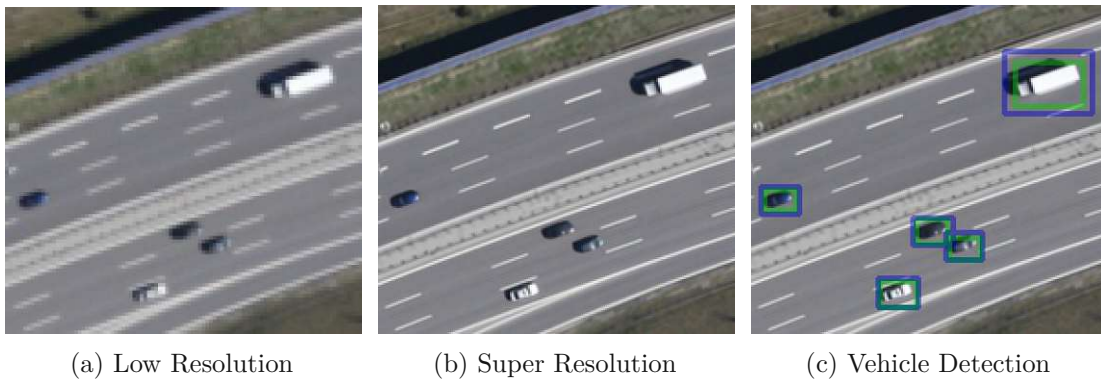 (a) Low Resolution
(b) Super Resolution
(c) Vehicle Detection